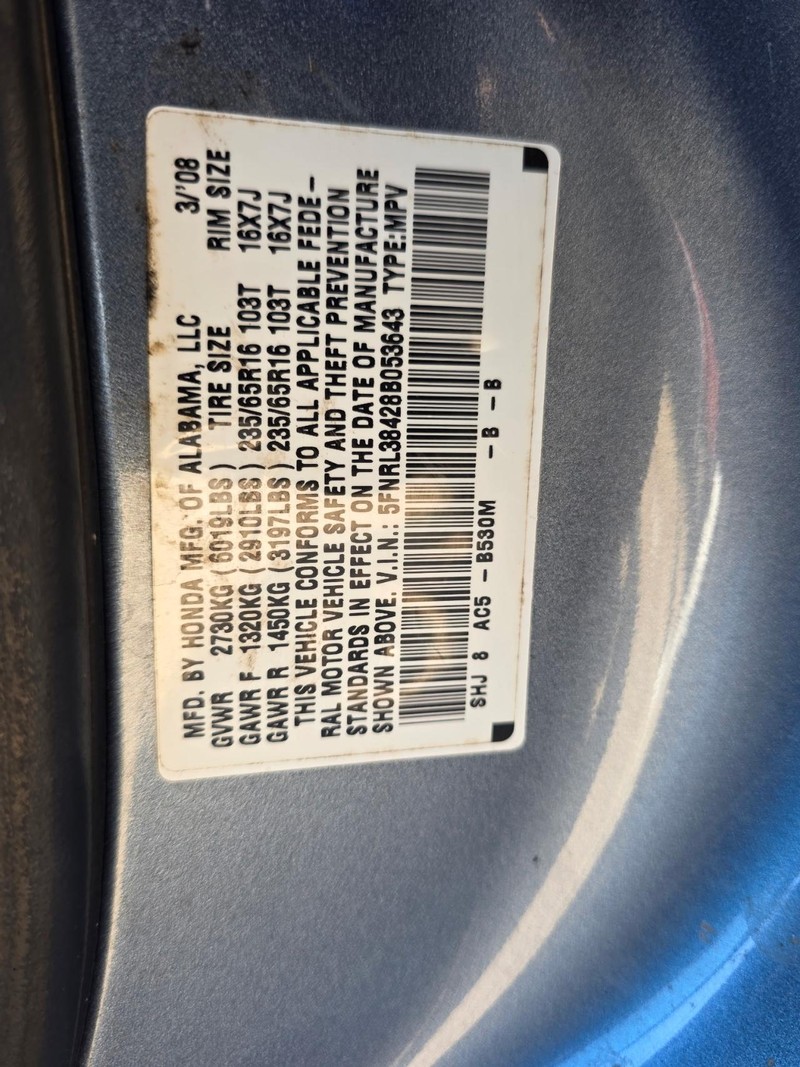 MFD. BY HONDA MFG. OF ALABAMA, LLC 3/'08
GVWR 2730KG (6019LBS) TIRE SIZE RIM SIZE
GAWR F 1320KG (2910LBS) 235/65R16 103T 16X7J
GAWR R 1450KG (3197LBS) 235/65R16 103T 16X7J
THIS VEHICLE CONFORMS TO ALL APPLICABLE FEDE-
RAL MOTOR VEHICLE SAFETY AND THEFT PREVENTION
STANDARDS IN EFFECT ON THE DATE OF MANUFACTURE
SHOWN ABOVE. V.I.N.: 5FNRL38428B053643 TYPE:MPV
SHJ 8 AC5 -B530M -B -B